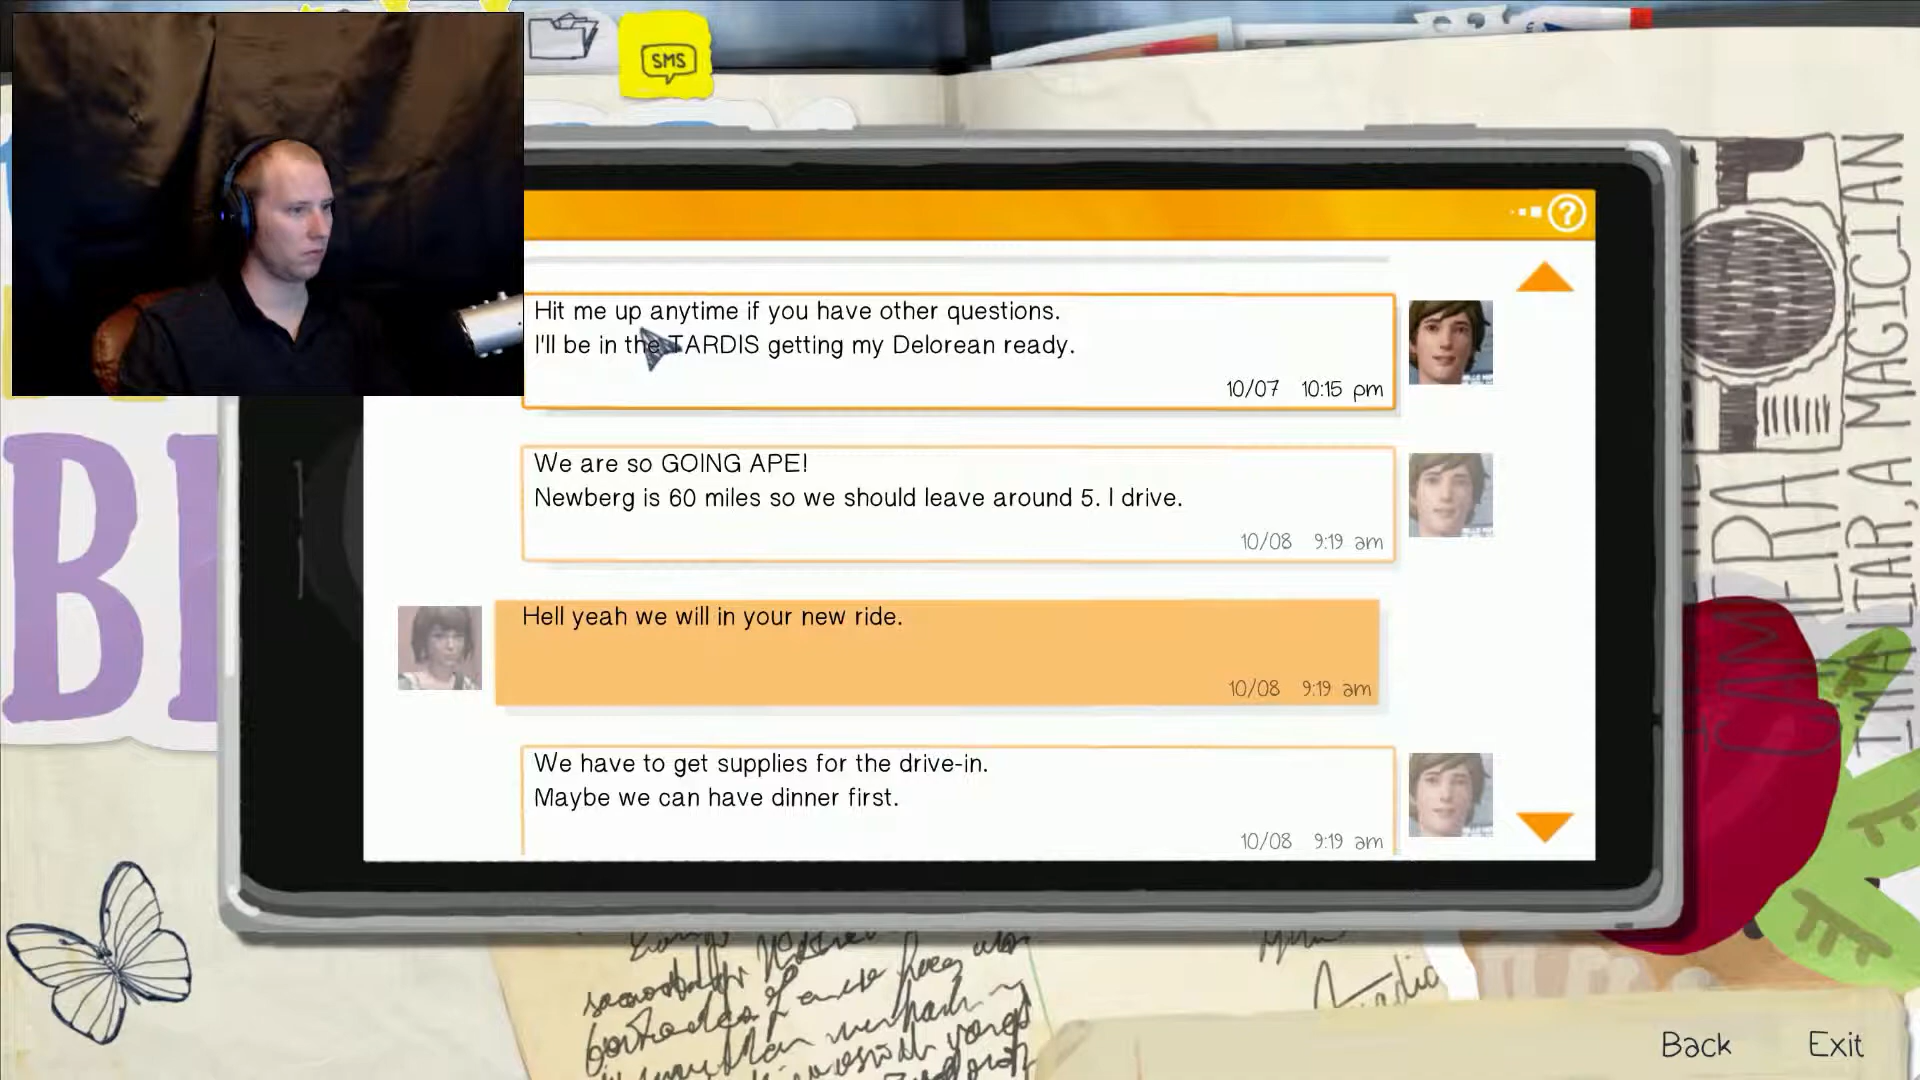 SMS
?
Hit me up anytime if you have other questions.
I'll be in the TARDIS getting my Delorean ready.
10/07 10:15 pm
We are so GOING APE!
Newberg is 60 miles so we should leave around 5. I drive.
10/08 9:19 am
Hell yeah we will in your new ride.
10/08 9:19 am
We have to get supplies for the drive-in.
Maybe we can have dinner first.
10/08 9:19 am
LIAR, A MAGICIAN
Back Exit